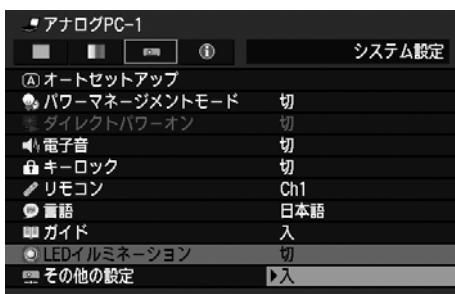 アナログPC-1
システム設定
Ⓐ オートセットアップ
パワーマネージメントモード 切
ダイレクトパワーオン 切
電子音 切
キーロック 切
リモコン Ch1
言語 日本語
ガイド 入
LEDイルミネーション 切
その他の設定 ▶入